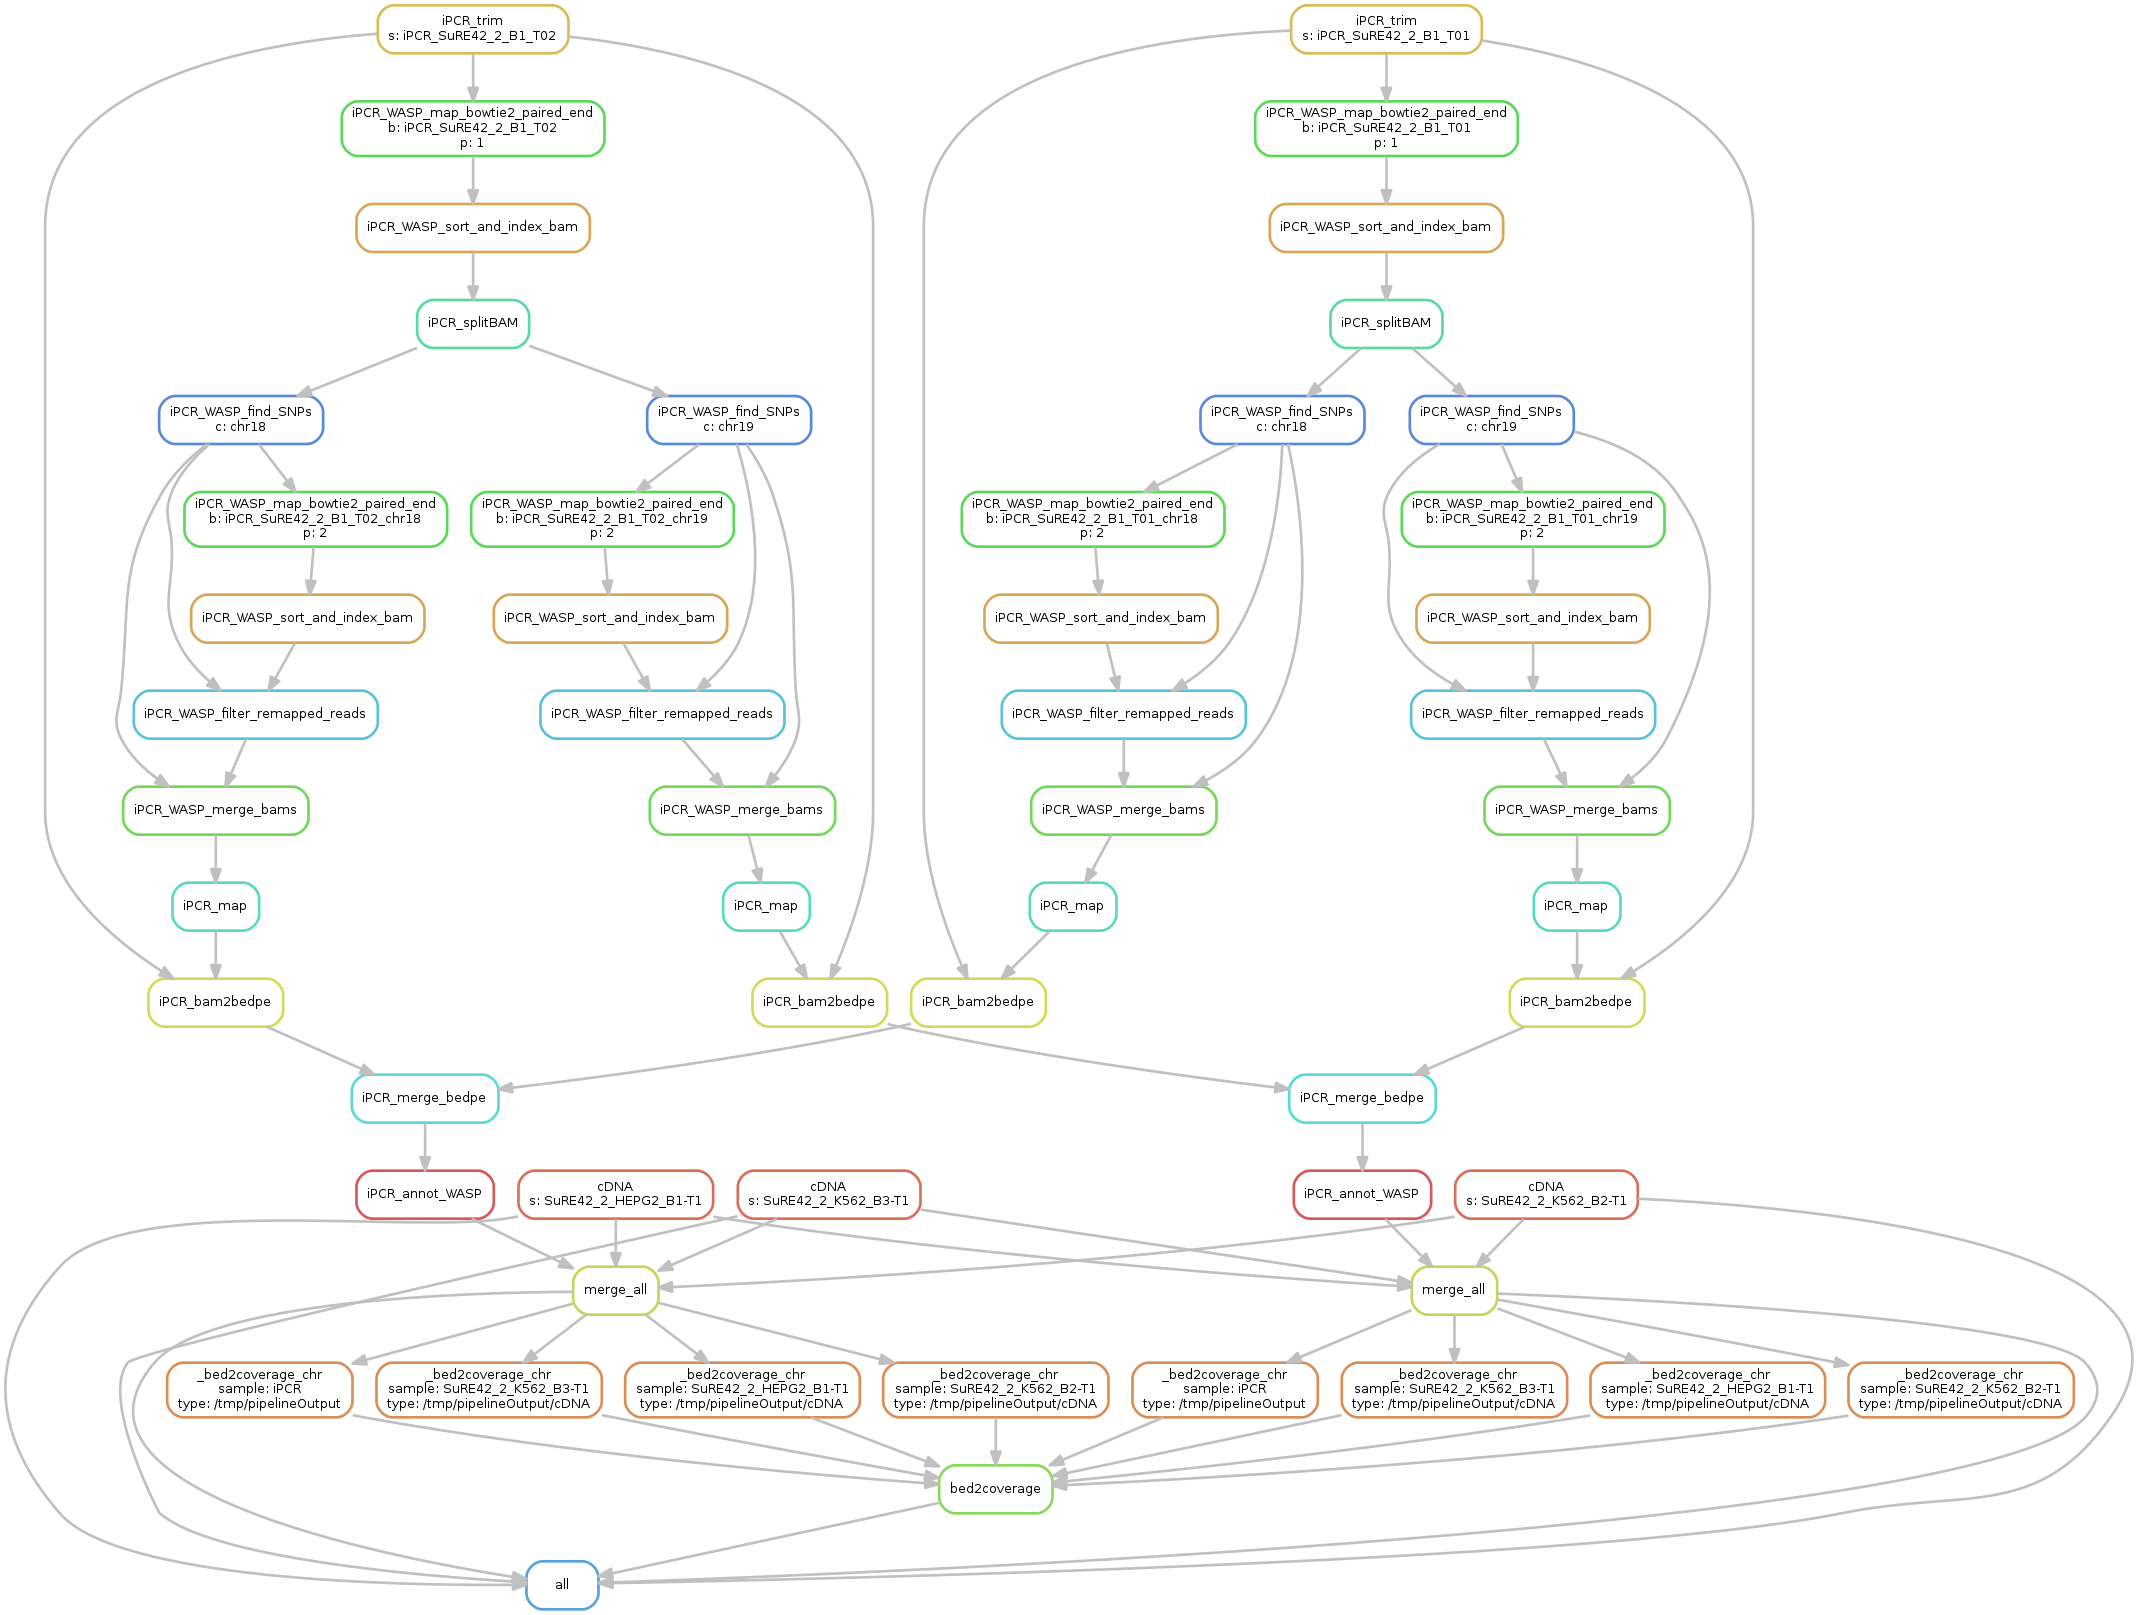 iPCR_trim
s: iPCR_SuRE42_2_B1_T02
iPCR_trim
s: iPCR_SuRE42_2_B1_T01
iPCR_WASP_map_bowtie2_paired_end
b: iPCR_SuRE42_2_B1_T02
p: 1
iPCR_WASP_map_bowtie2_paired_end
b: iPCR_SuRE42_2_B1_T01
p: 1
iPCR_WASP_sort_and_index_bam
iPCR_WASP_sort_and_index_bam
iPCR_splitBAM
iPCR_splitBAM
iPCR_WASP_find_SNPs
c: chr18
iPCR_WASP_find_SNPs
c: chr19
iPCR_WASP_find_SNPs
c: chr18
iPCR_WASP_find_SNPs
c: chr19
iPCR_WASP_map_bowtie2_paired_end
b: iPCR_SuRE42_2_B1_T02_chr18
p: 2
iPCR_WASP_map_bowtie2_paired_end
b: iPCR_SuRE42_2_B1_T02_chr19
p: 2
iPCR_WASP_map_bowtie2_paired_end
b: iPCR_SuRE42_2_B1_T01_chr18
p: 2
iPCR_WASP_map_bowtie2_paired_end
b: iPCR_SuRE42_2_B1_T01_chr19
p: 2
iPCR_WASP_sort_and_index_bam
iPCR_WASP_sort_and_index_bam
iPCR_WASP_sort_and_index_bam
iPCR_WASP_sort_and_index_bam
iPCR_WASP_filter_remapped_reads
iPCR_WASP_filter_remapped_reads
iPCR_WASP_filter_remapped_reads
iPCR_WASP_filter_remapped_reads
iPCR_WASP_merge_bams
iPCR_WASP_merge_bams
iPCR_WASP_merge_bams
iPCR_WASP_merge_bams
iPCR_map
iPCR_map
iPCR_map
iPCR_map
iPCR_bam2bedpe
iPCR_bam2bedpe
iPCR_bam2bedpe
iPCR_bam2bedpe
iPCR_merge_bedpe
iPCR_merge_bedpe
iPCR_annot_WASP
cDNA
s: SuRE42_2_HEPG2_B1-T1
cDNA
s: SuRE42_2_K562_B3-T1
iPCR_annot_WASP
cDNA
s: SuRE42_2_K562_B2-T1
merge_all
merge_all
_bed2coverage_chr
sample: iPCR
type: /tmp/pipelineOutput
_bed2coverage_chr
sample: SuRE42_2_K562_B3-T1
type: /tmp/pipelineOutput/cDNA
_bed2coverage_chr
sample: SuRE42_2_HEPG2_B1-T1
type: /tmp/pipelineOutput/cDNA
_bed2coverage_chr
sample: SuRE42_2_K562_B2-T1
type: /tmp/pipelineOutput/cDNA
_bed2coverage_chr
sample: iPCR
type: /tmp/pipelineOutput
_bed2coverage_chr
sample: SuRE42_2_K562_B3-T1
type: /tmp/pipelineOutput/cDNA
_bed2coverage_chr
sample: SuRE42_2_HEPG2_B1-T1
type: /tmp/pipelineOutput/cDNA
_bed2coverage_chr
sample: SuRE42_2_K562_B2-T1
type: /tmp/pipelineOutput/cDNA
bed2coverage
all